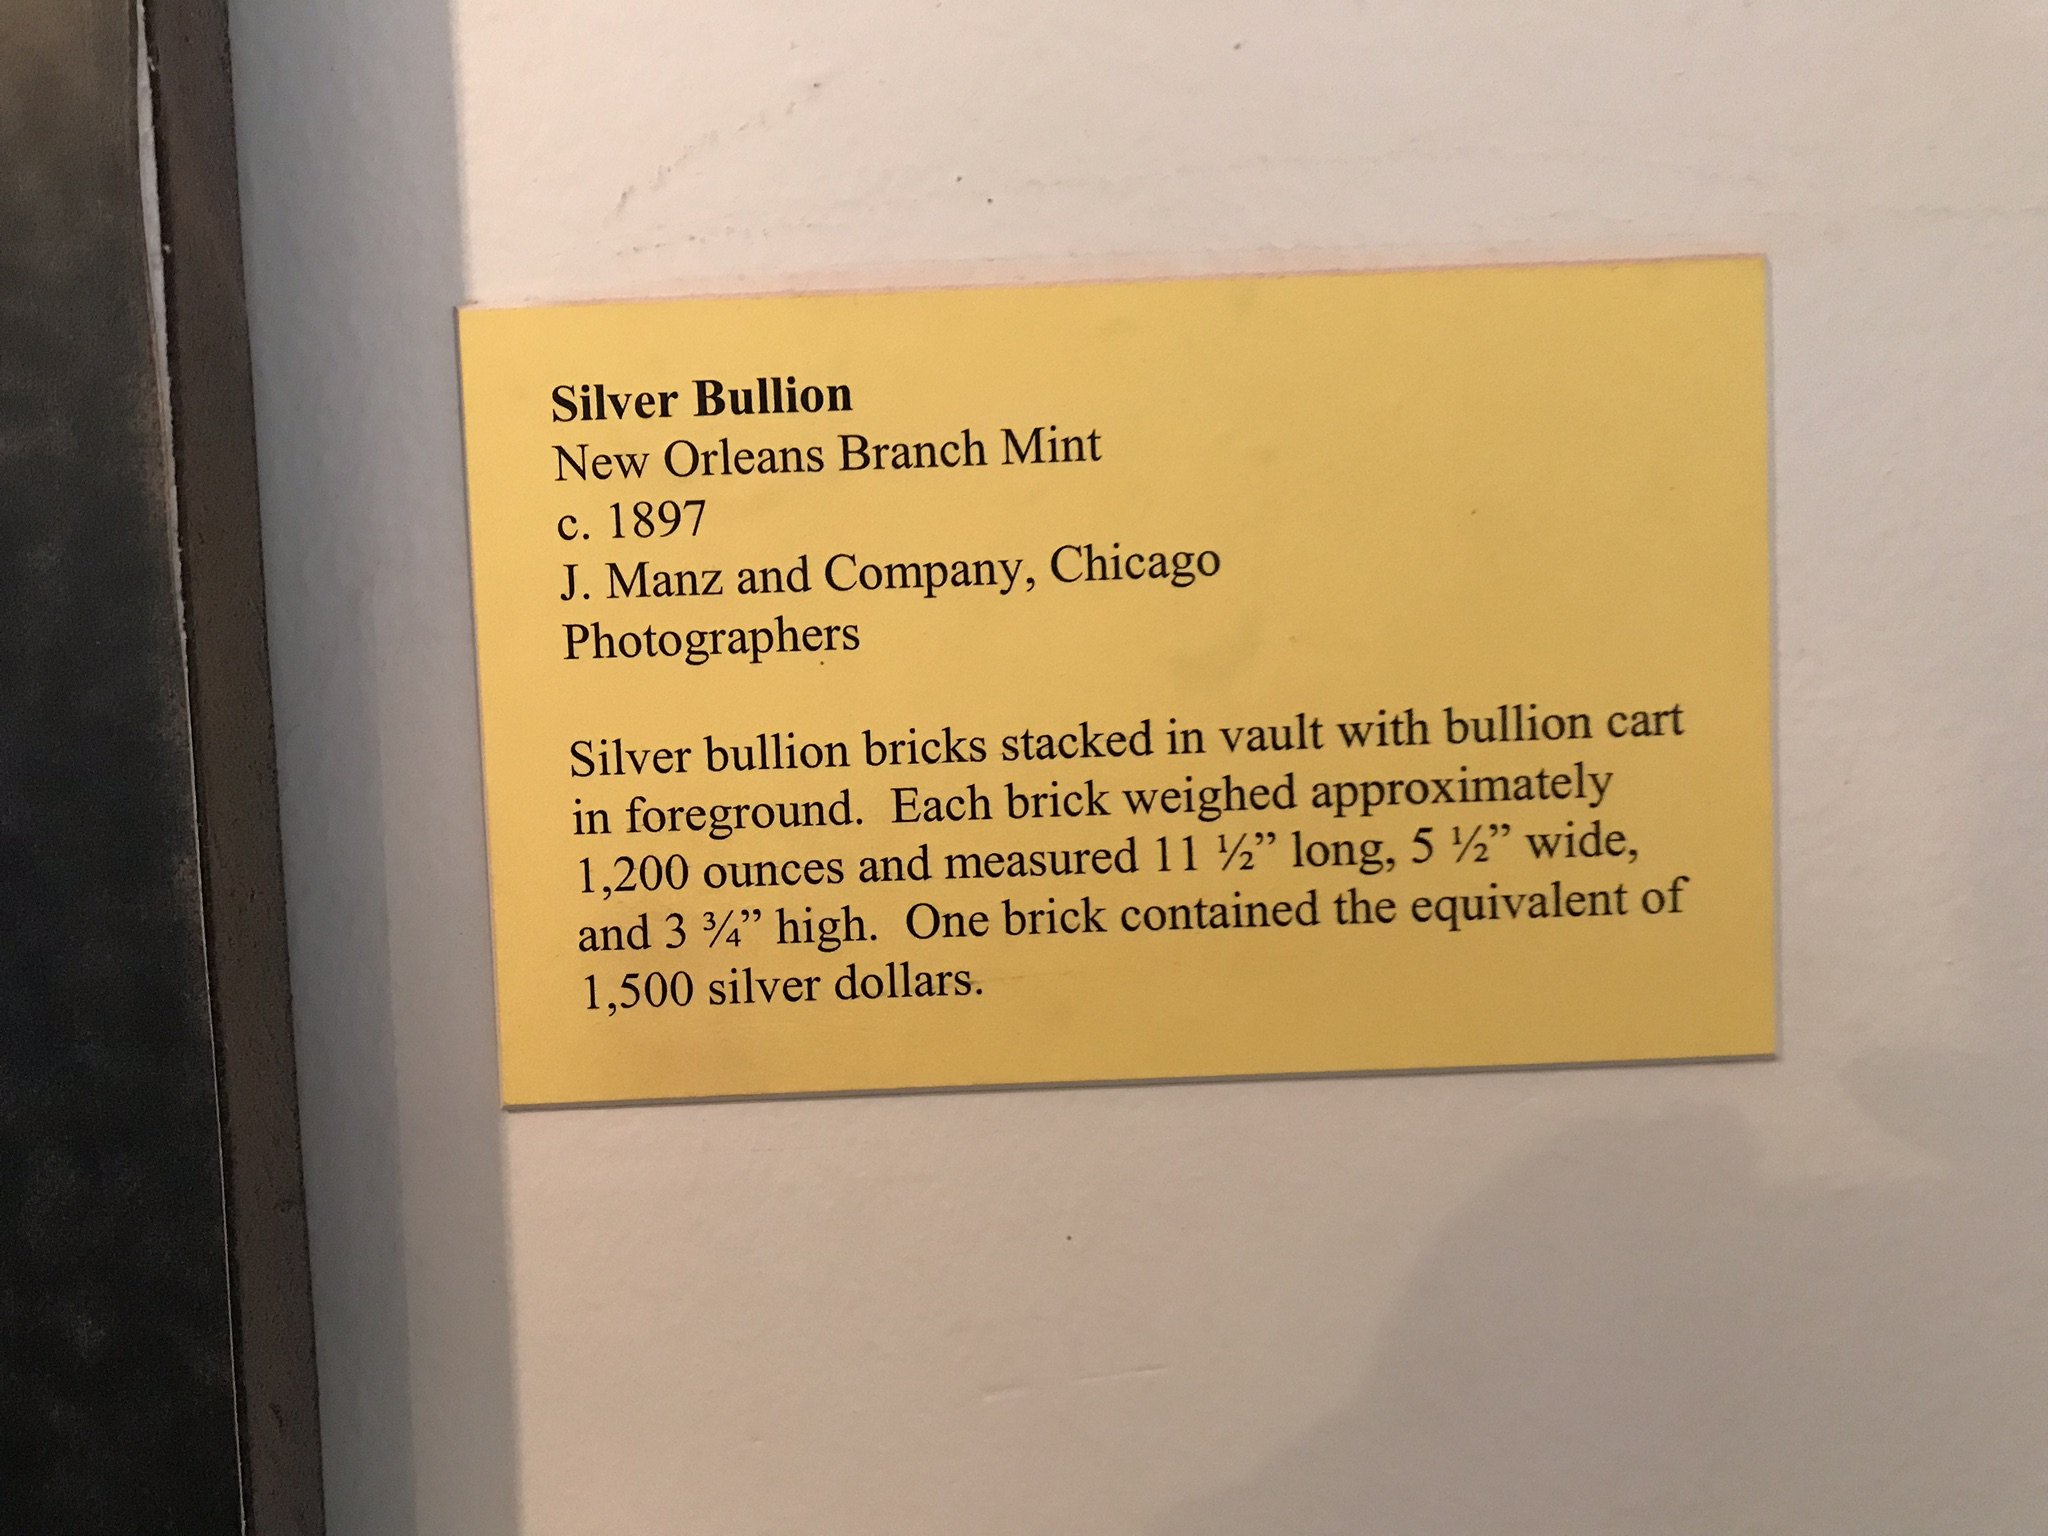 Silver Bullion
New Orleans Branch Mint
c. 1897
J. Manz and Company, Chicago
Photographers
Silver bullion bricks stacked in vault with bullion cart
in foreground.  Each brick weighed approximately
1,200 ounces and measured 11 ½” long, 5 ½” wide,
and 3 ¾” high.  One brick contained the equivalent of
1,500 silver dollars.